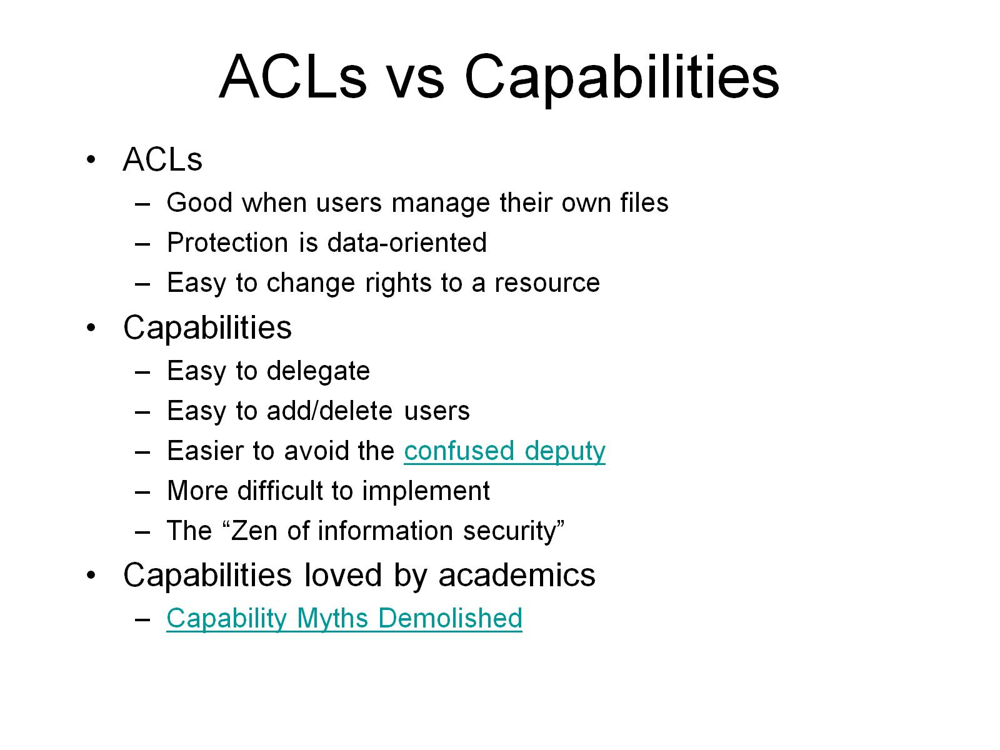 ACLs vs Capabilities
• ACLs
– Good when users manage their own files
– Protection is data-oriented
– Easy to change rights to a resource
• Capabilities
– Easy to delegate
– Easy to add/delete users
– Easier to avoid the confused deputy
– More difficult to implement
– The “Zen of information security”
• Capabilities loved by academics
– Capability Myths Demolished